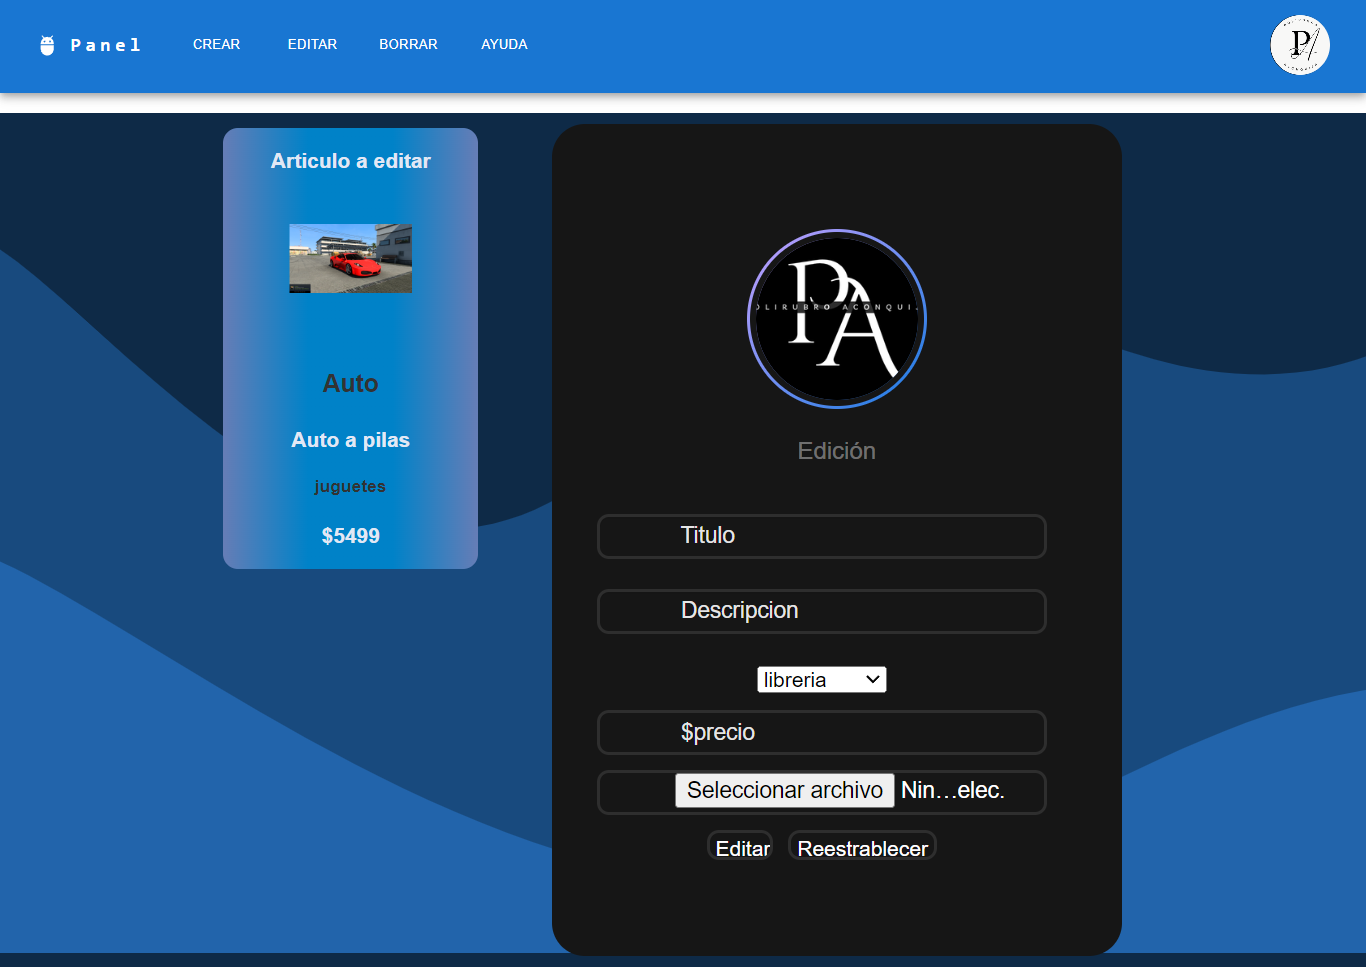 Panel
CREAR
EDITAR
BORRAR
AYUDA
P/
Articulo a editar
Auto
Auto a pilas
juguetes
$5499
PA
OLIRUBRO ACONQUI
Edición
Titulo
Descripcion
libreria
$precio
Seleccionar archivo Nin…elec.
Editar
Reestrablecer